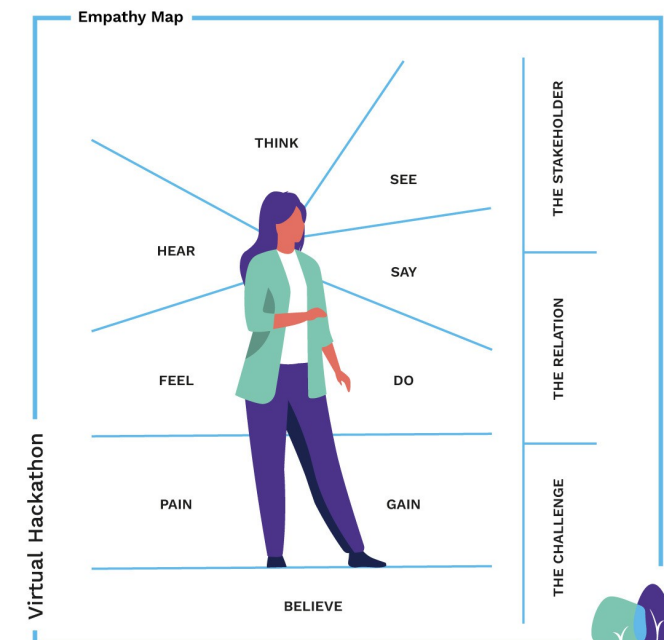 Empathy Map
THINK
SEE
HEAR
SAY
FEEL
DO
PAIN
GAIN
BELIEVE
THE STAKEHOLDER
THE RELATION
THE CHALLENGE
Virtual Hackathon